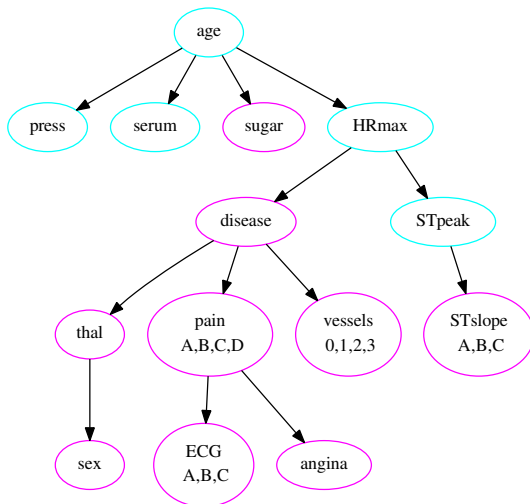 age
press
serum
sugar
HRmax
disease
STpeak
thal
pain
A,B,C,D
vessels
0,1,2,3
STslope
A,B,C
sex
ECG
A,B,C
angina